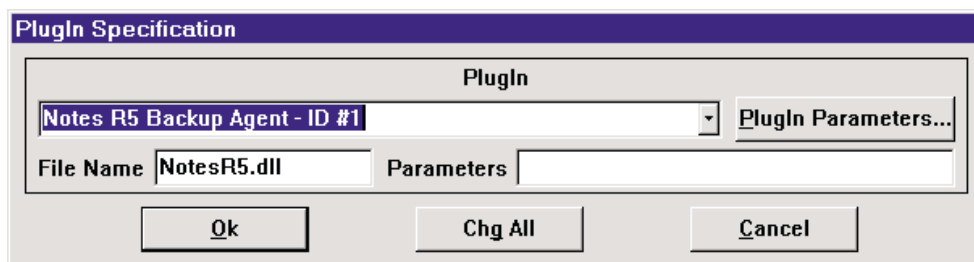 PlugIn Specification
PlugIn
Notes R5 Backup Agent - ID #1 PlugIn Parameters...
File Name NotesR5.dll Parameters
Ok Chg All Cancel